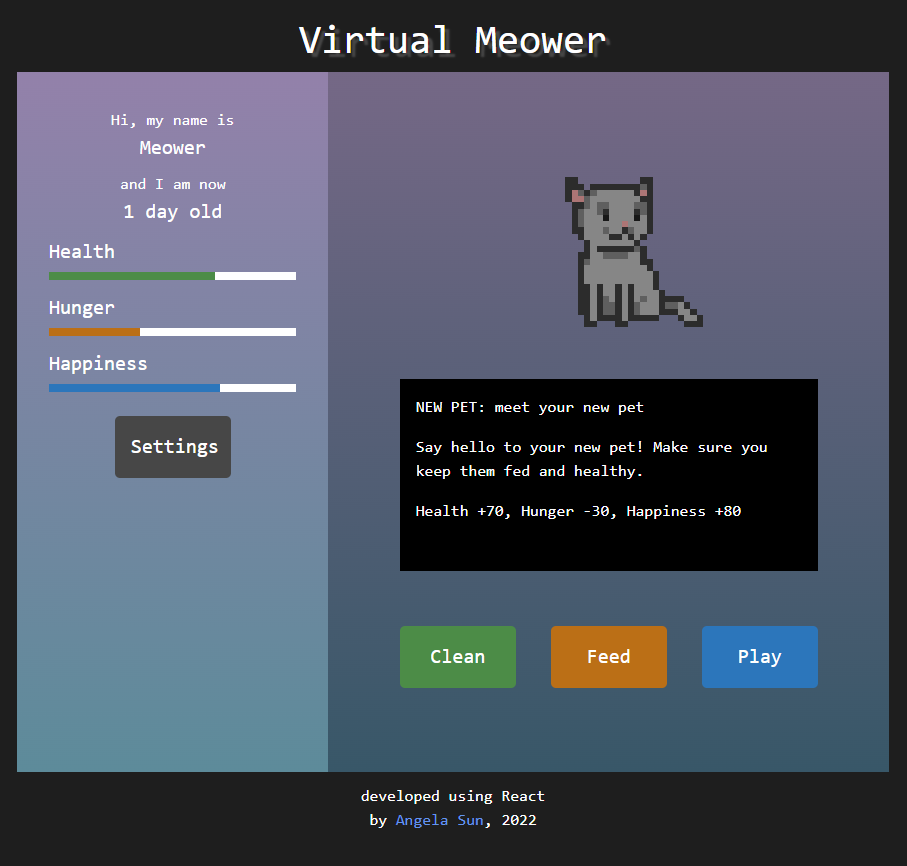 Virtual Meower
Hi, my name is
Meower
and I am now
1 day old
Health
Hunger
Happiness
Settings
NEW PET: meet your new pet
Say hello to your new pet! Make sure you
keep them fed and healthy.
Health +70, Hunger -30, Happiness +80
Clean
Feed
Play
developed using React
by Angela Sun, 2022